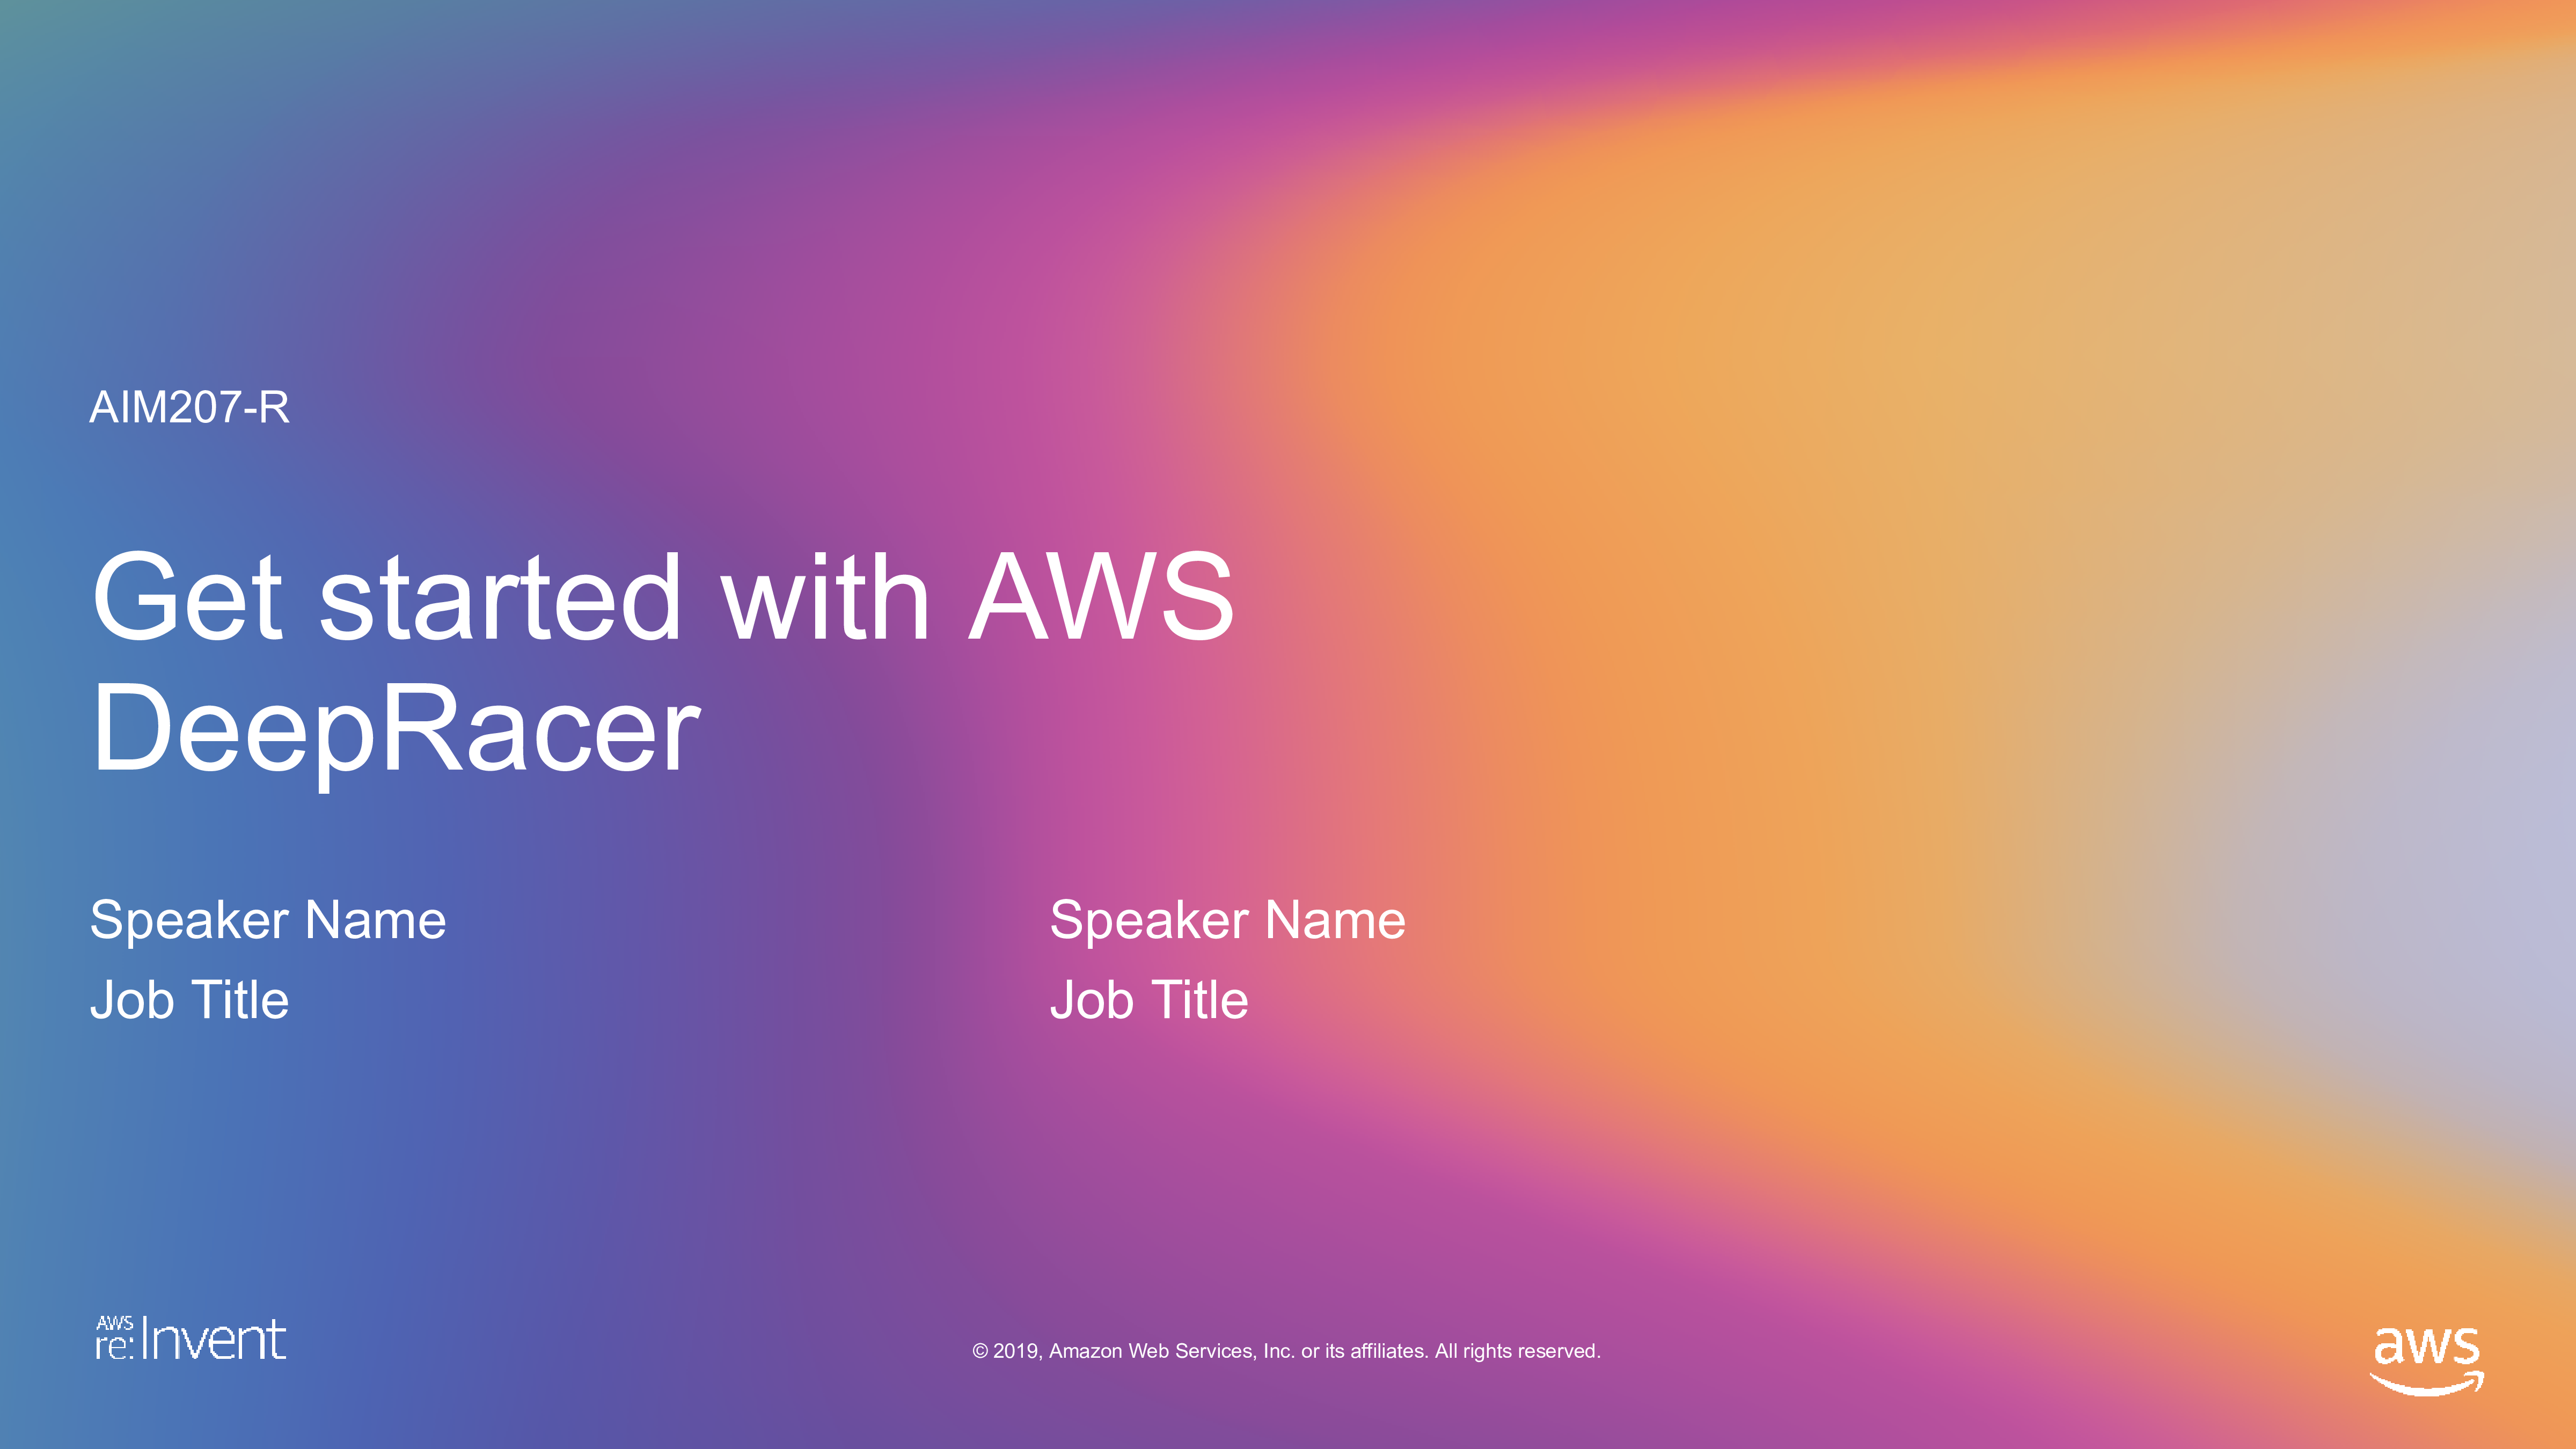 AIM207-R
Get started with AWS
DeepRacer
Speaker Name
Job Title
Speaker Name
Job Title
AWS
re:Invent
© 2019, Amazon Web Services, Inc. or its affiliates. All rights reserved.
aws